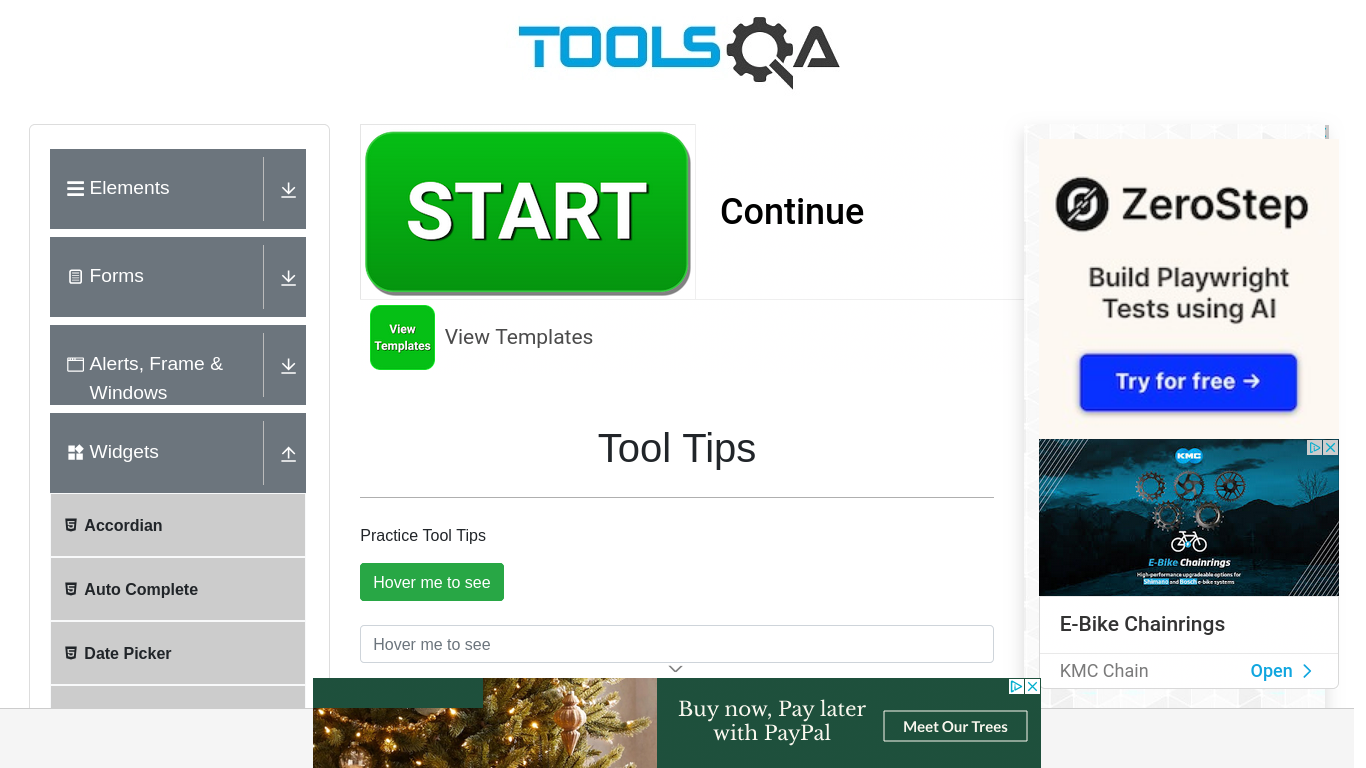 TOOLSQA
Elements
Forms
Alerts, Frame &
Windows
Widgets
Accordian
Auto Complete
Date Picker
START
Continue
View
Templates
View Templates
Tool Tips
Practice Tool Tips
Hover me to see
Hover me to see
ZeroStep
Build Playwright
Tests using AI
Try for free →
KMC
E-Bike Chainrings
High-performance upgradeable options for
Shimano and Bosch e-bike systems
E-Bike Chainrings
KMC Chain
Open
Buy now, Pay later
with PayPal
Meet Our Trees